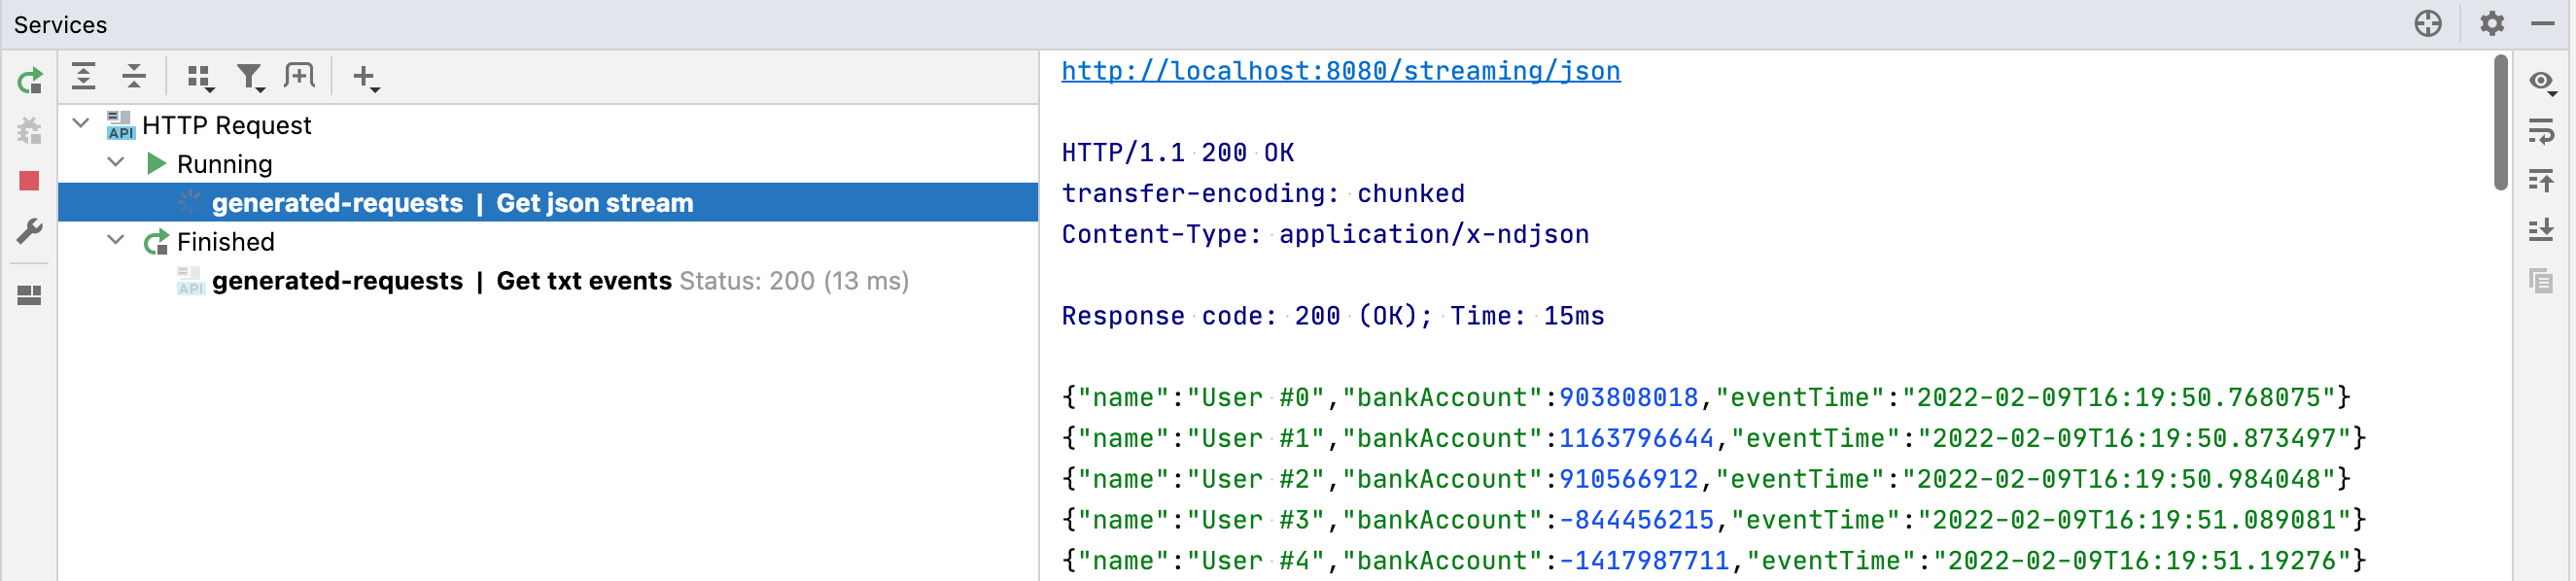 Services
API HTTP Request
Running
generated-requests | Get json stream
Finished
API generated-requests | Get txt events Status: 200 (13 ms)
http://localhost:8080/streaming/json
HTTP/1.1 200 OK
transfer-encoding: chunked
Content-Type: application/x-ndjson
Response code: 200 (OK); Time: 15ms
{"name":"User #0","bankAccount":903808018,"eventTime":"2022-02-09T16:19:50.768075"}
{"name":"User #1","bankAccount":1163796644,"eventTime":"2022-02-09T16:19:50.873497"}
{"name":"User #2","bankAccount":910566912,"eventTime":"2022-02-09T16:19:50.984048"}
{"name":"User #3","bankAccount":-844456215,"eventTime":"2022-02-09T16:19:51.089081"}
{"name":"User #4","bankAccount":-1417987711,"eventTime":"2022-02-09T16:19:51.19276"}